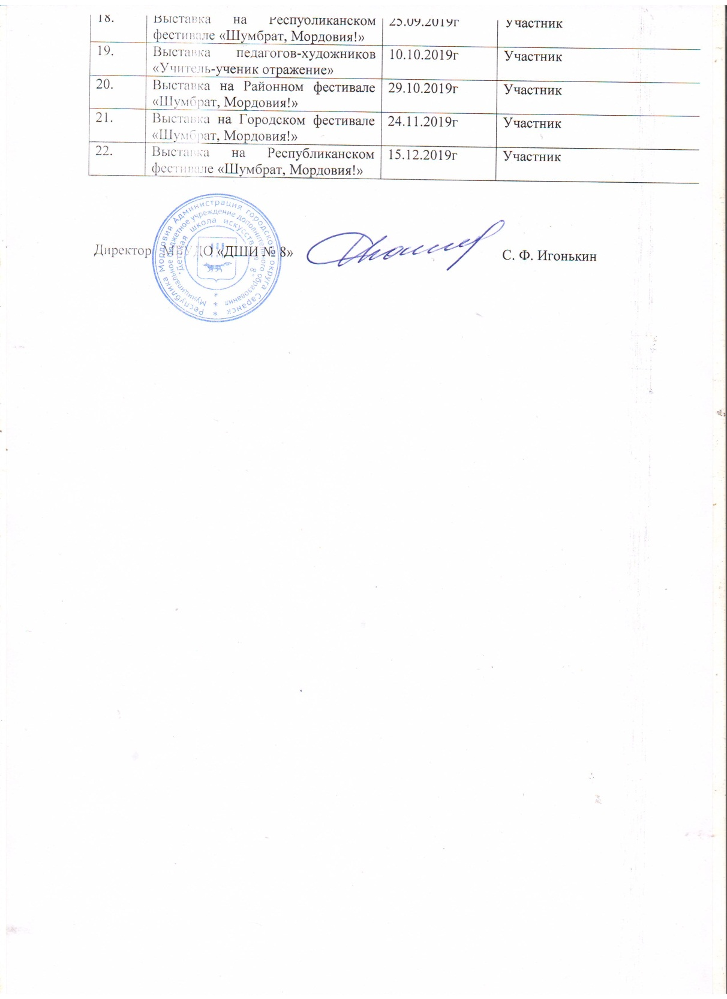 18. Выставка на Республиканском 25.09.2019г Участник
фестивале «Шумбрат, Мордовия!»
19. Выставка педагогов-художников 10.10.2019г Участник
«Учитель-ученик отражение»
20. Выставка на Районном фестивале 29.10.2019г Участник
«Шумбрат, Мордовия!»
21. Выставка на Городском фестивале 24.11.2019г Участник
«Шумбрат, Мордовия!»
22. Выставка на Республиканском 15.12.2019г Участник
фестивале «Шумбрат, Мордовия!»
Директор МБУДО «ДШИ № 8» С. Ф. Игонькин
* Республика Мордовия Администрация городского округа Саранск
* Муниципальное бюджетное учреждение дополнительного образования
* "Детская школа искусств № 8"